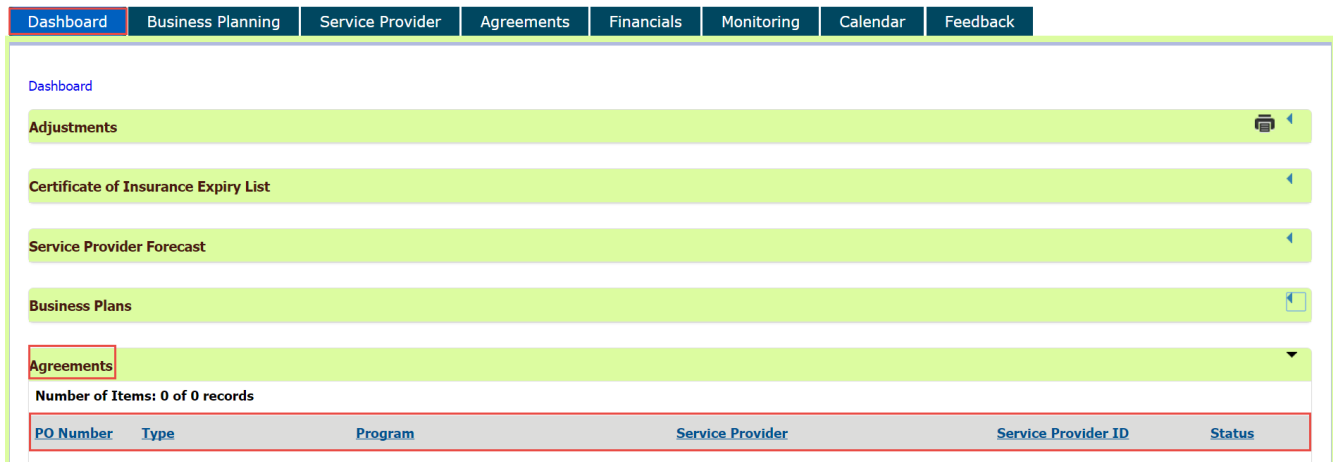 Dashboard Business Planning Service Provider Agreements Financials Monitoring Calendar Feedback
Dashboard
Adjustments
Certificate of Insurance Expiry List
Service Provider Forecast
Business Plans
Agreements
Number of Items: 0 of 0 records
PO Number Type Program Service Provider Service Provider ID Status